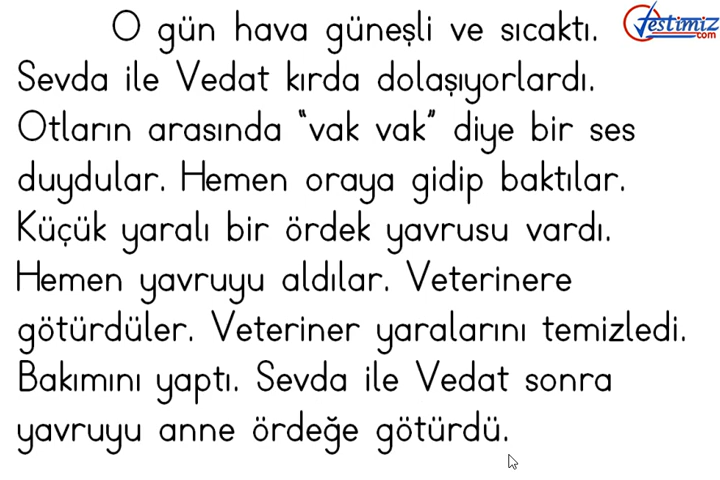 O gün hava güneşli ve sıcaktı.
Testimiz
.com
Sevda ile Vedat kırda dolaşıyorlardı.
Otların arasında "vak vak" diye bir ses
duydular. Hemen oraya gidip baktılar.
Küçük yaralı bir ördek yavrusu vardı.
Hemen yavruyu aldılar. Veterinere
götürdüler. Veteriner yaralarını temizledi.
Bakımını yaptı. Sevda ile Vedat sonra
yavruyu anne ördeğe götürdü.